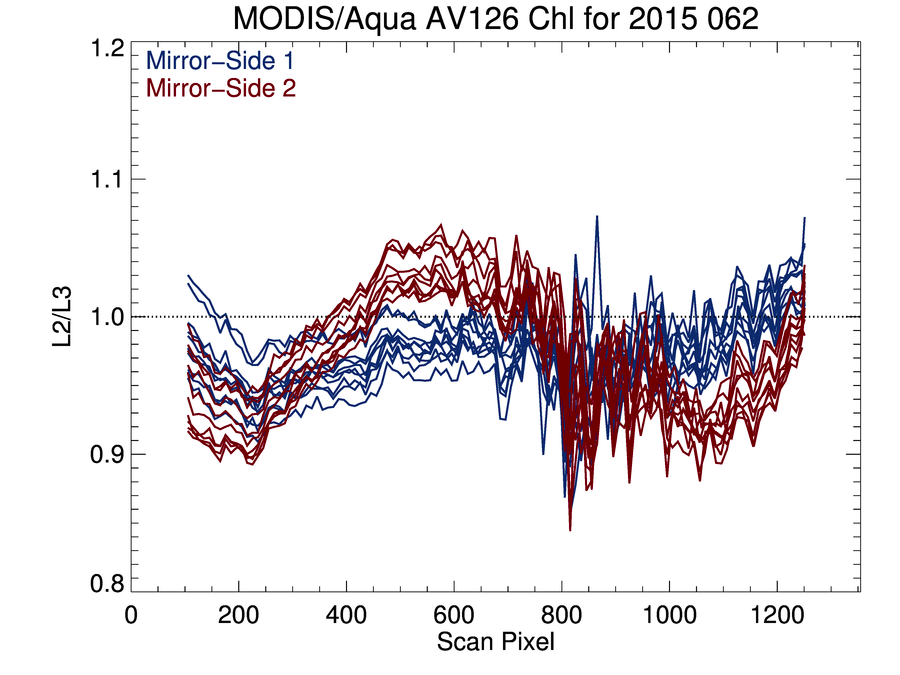 MODIS/Aqua AV126 Chl for 2015 062
Mirror−Side 1
Mirror−Side 2
L2/L3
1.2
1.1
1.0
0.9
0.8
0 200 400 600 800 1000 1200
Scan Pixel